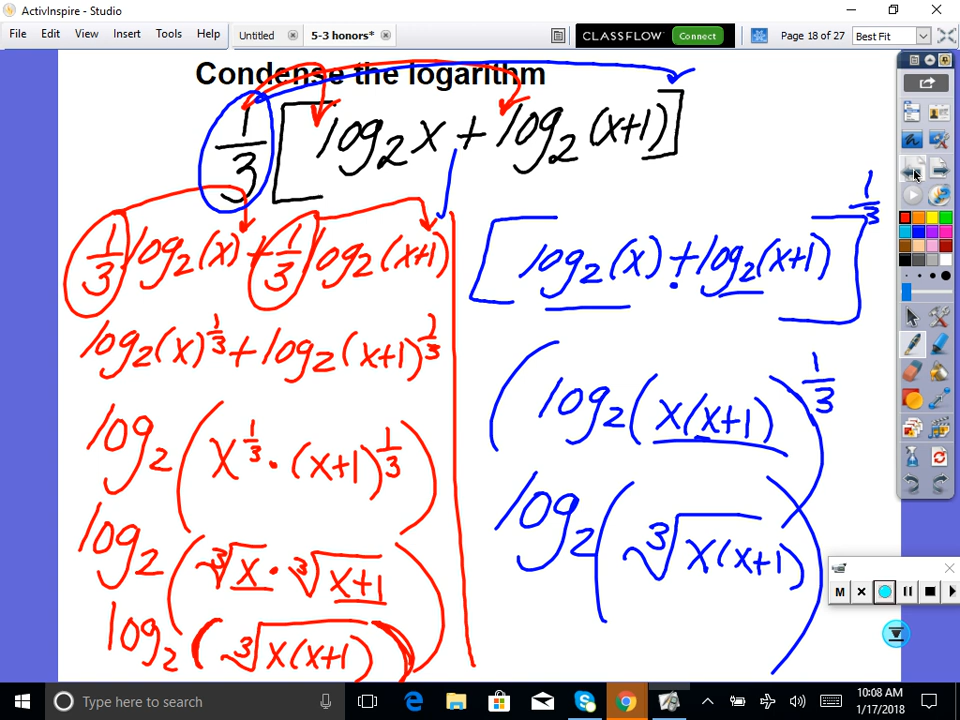 ActivInspire - Studio
File Edit View Insert Tools Help Untitled 5-3 honors* CLASSFLOW Connect Page 18 of 27 Best Fit
Condense the logarithm
1/3 [log₂x + log₂(x+1)]
1/3 log₂(x) + 1/3 log₂(x+1)
log₂(x)^1/3 + log₂(x+1)^1/3
log₂(x^1/3 · (x+1)^1/3)
log₂(∛x · ∛x+1)
log₂(∛x(x+1))
[log₂(x) + log₂(x+1)]^1/3
(log₂(x(x+1))^1/3
log₂(∛x(x+1))
M
Type here to search
10:08 AM
1/17/2018